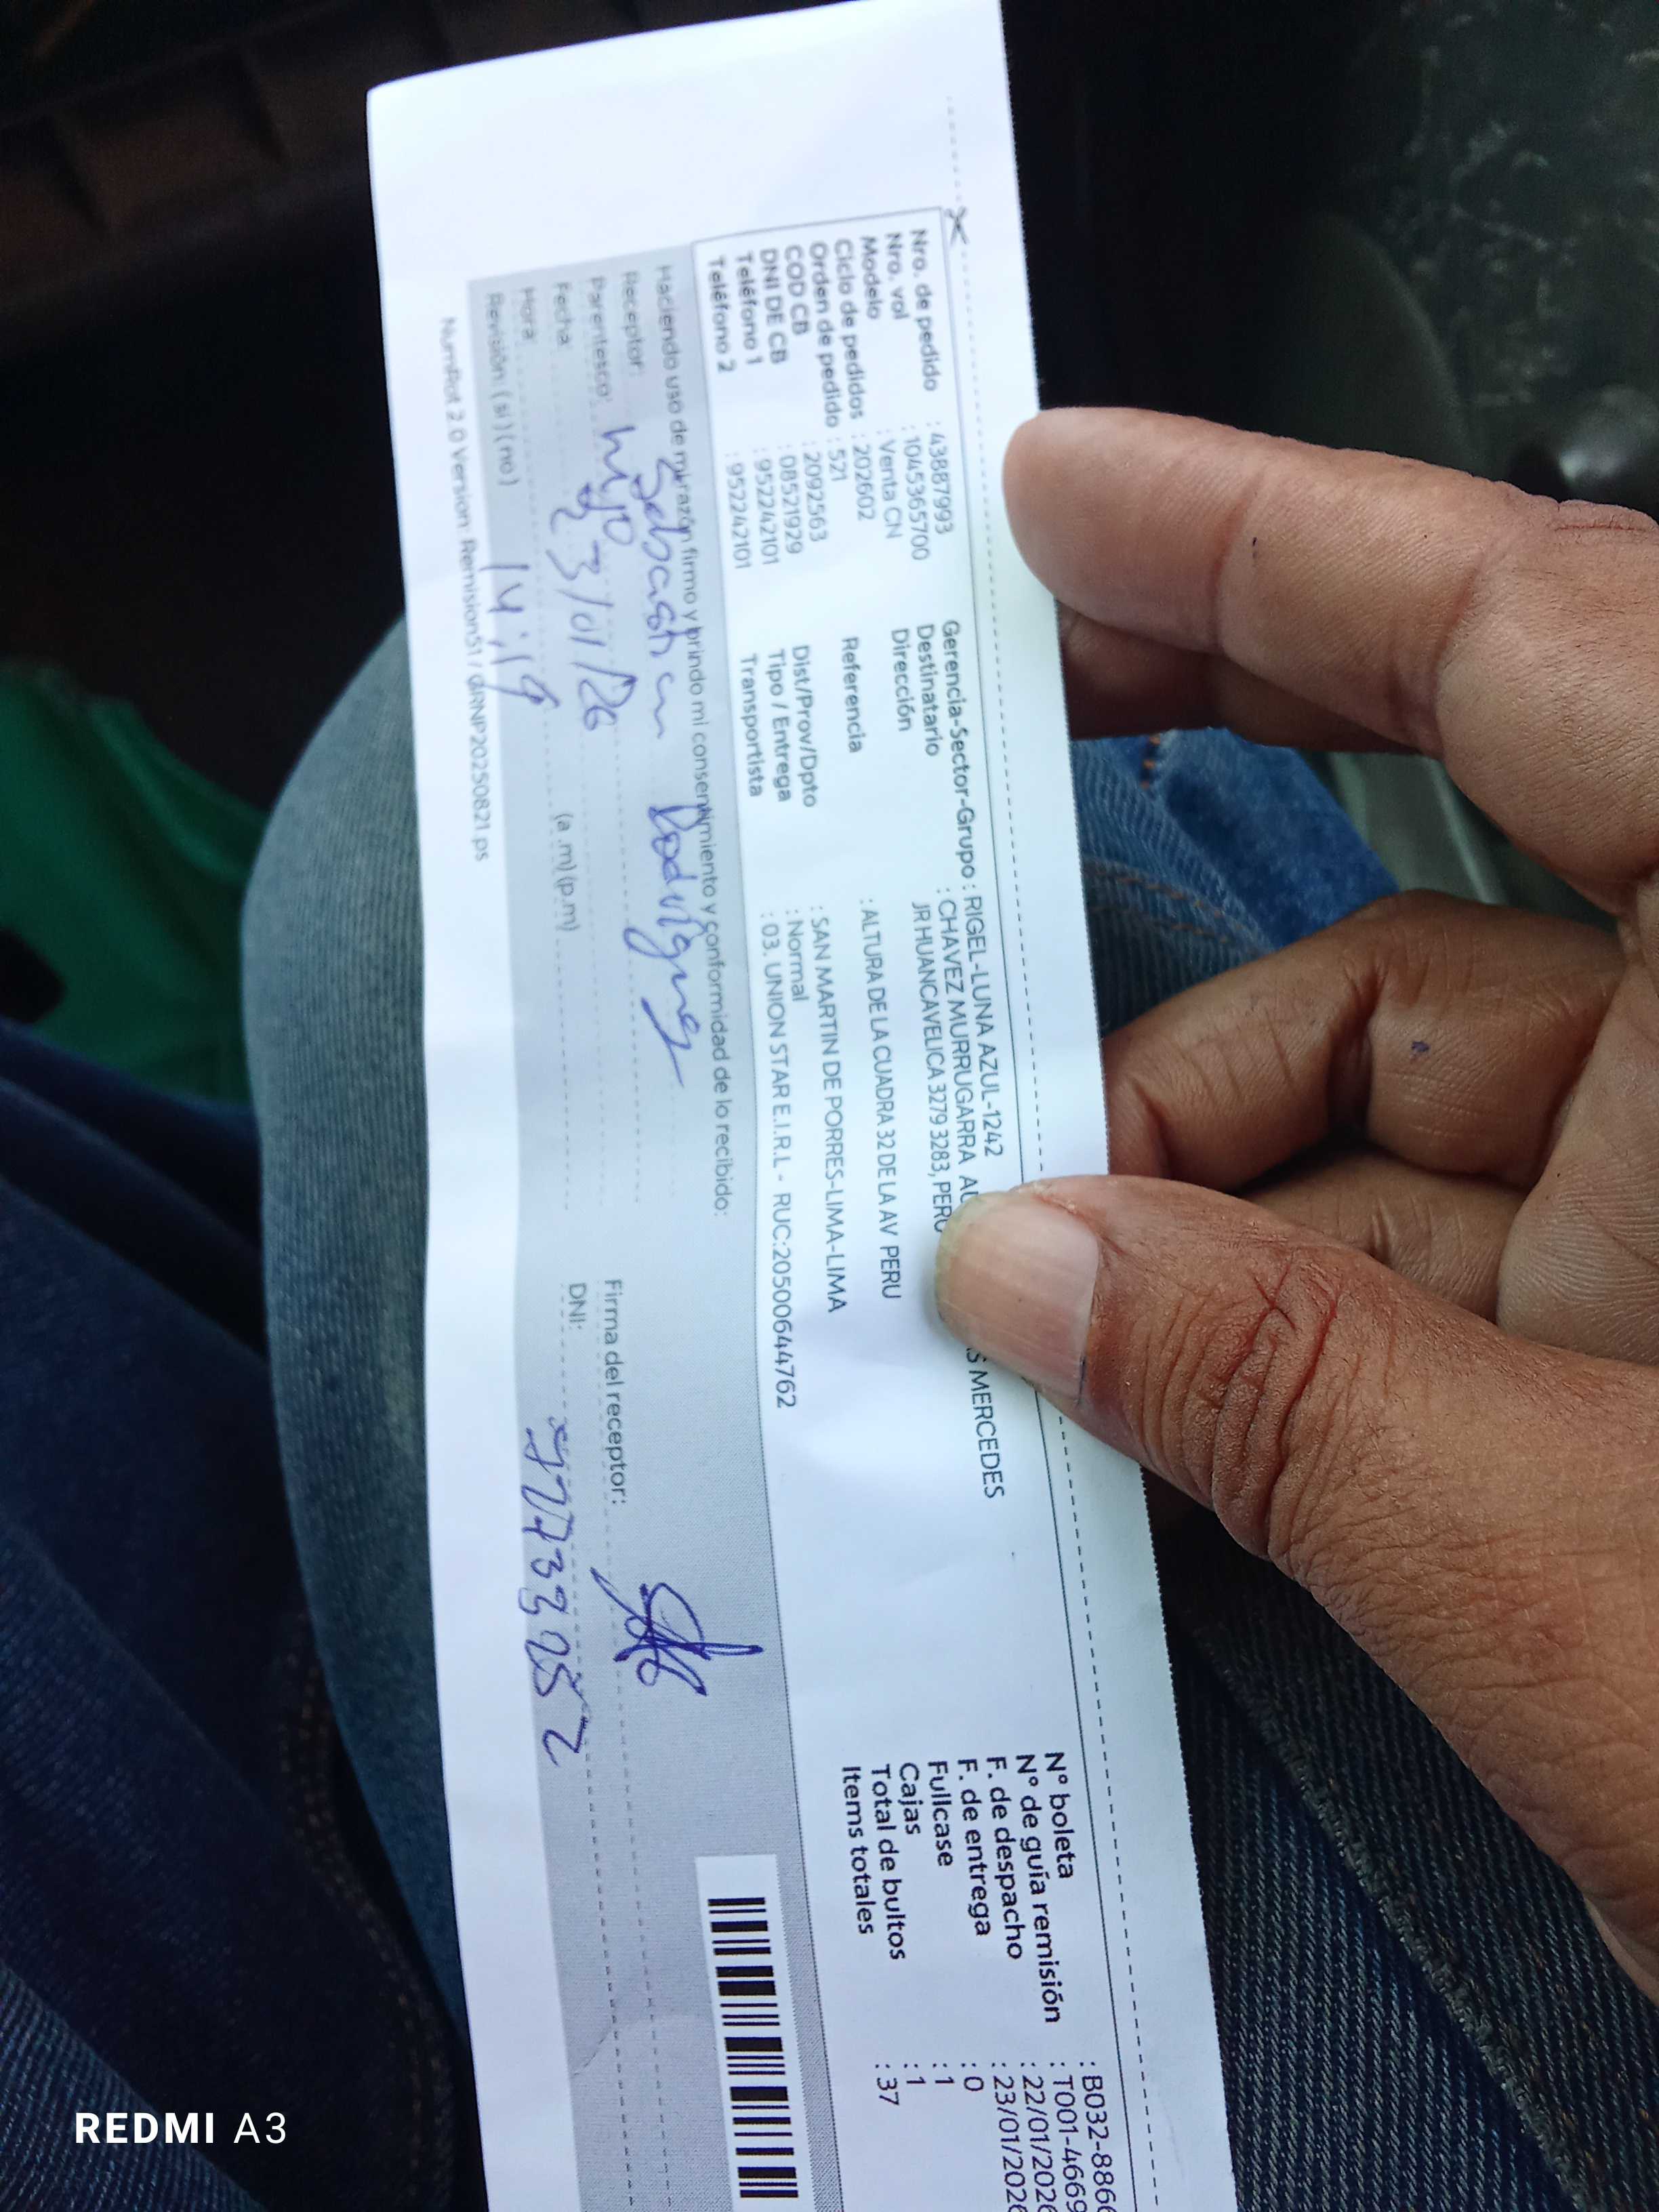 Nro. de pedido : 43887993
Nro. vol : 1045365700
Modelo : Venta CN
Ciclo de pedidos : 202602
Orden de pedido : 521
COD CB : 2092563
DNI DE CB : 08521929
Teléfono 1 : 952242101
Teléfono 2 : 952242101
Gerencia-Sector-Grupo : RIGEL-LUNA AZUL-1242
Destinatario : CHAVEZ MURRUGARRA MERCEDES
Dirección JR HUANCAVELICA 3279 3283, PERU
Referencia : ALTURA DE LA CUADRA 32 DE LA AV PERU
Dist/Prov/Dpto : SAN MARTIN DE PORRES-LIMA-LIMA
Tipo / Entrega : Normal
Transportista : 03. UNION STAR E.I.R.L - RUC:20500644762
N° boleta : B032-886
N° de guía remisión : T001-4669
F. de despacho : 22/01/2026
F. de entrega : 23/01/2026
Fullcase : 0
Cajas : 1
Total de bultos : 1
Items totales : 37
Haciendo uso de mi razón firmo y brindo mi consentimiento y conformidad de lo recibido:
Receptor: Sebastian Rodriguez
Parentesco: hijo
Fecha: 23/01/26
Hora: 14:19 (a.m) (p.m)
Revisión: (si) (no)
Firma del receptor:
DNI:
NumRot 2.0 Version: Remision51 / dRNP20250821.ps
REDMI A3